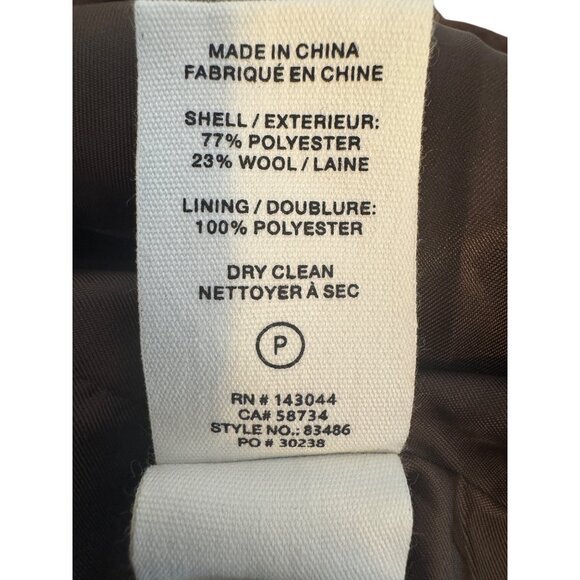 MADE IN CHINA
FABRIQUÉ EN CHINE
SHELL / EXTERIEUR:
77% POLYESTER
23% WOOL / LAINE
LINING / DOUBLURE:
100% POLYESTER
DRY CLEAN
NETTOYER À SEC
P
RN # 143044
CA# 58734
STYLE NO.: 83486
PO # 30238